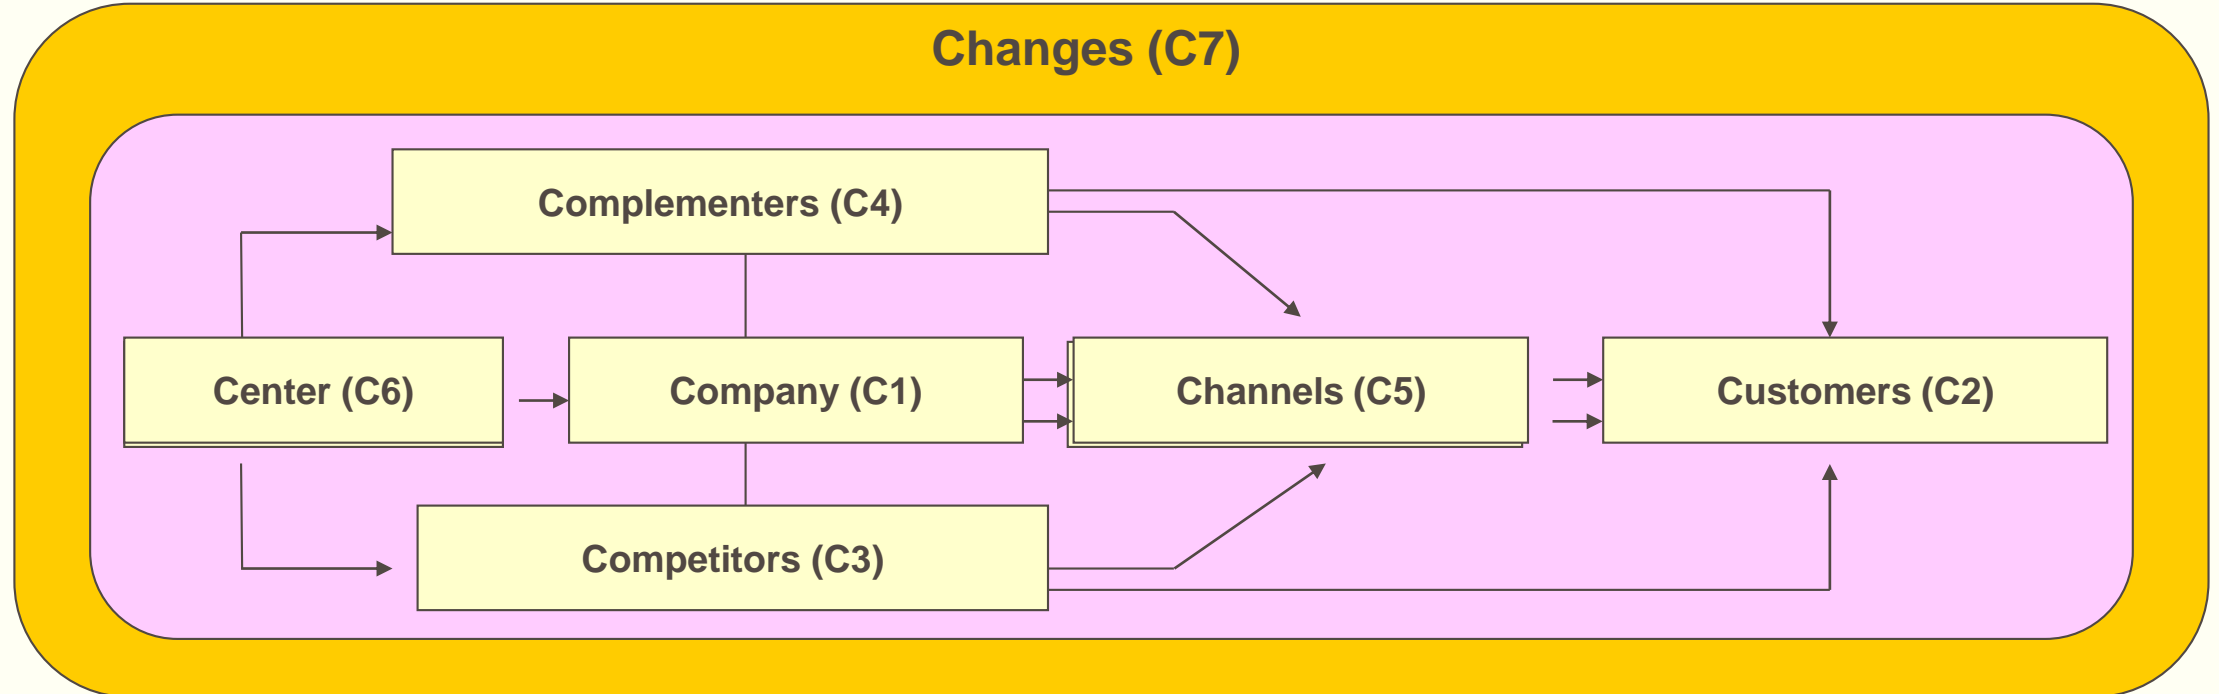 Changes (C7)
Complementers (C4)
Center (C6)
Company (C1)
Channels (C5)
Customers (C2)
Competitors (C3)